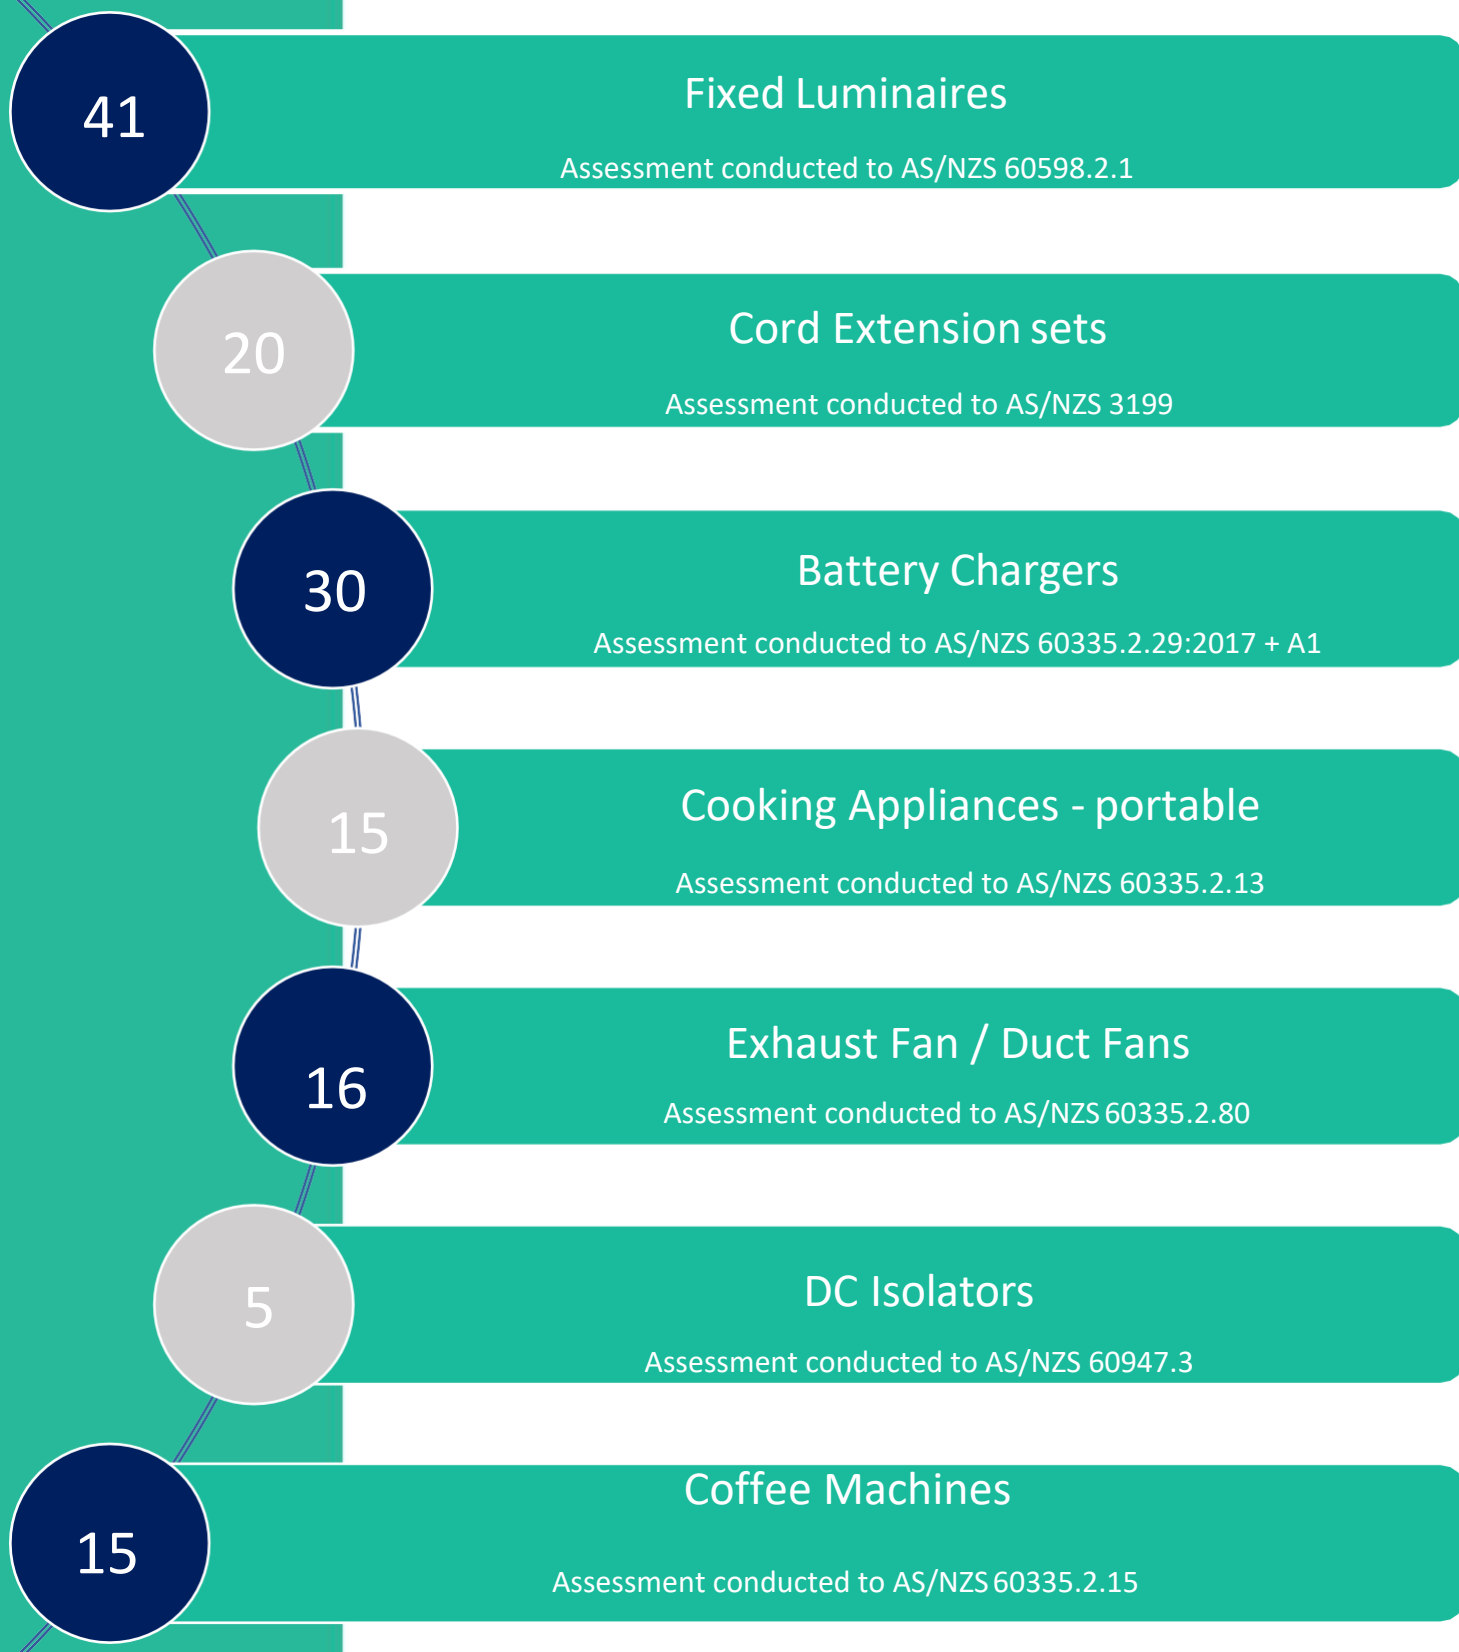 41
Fixed Luminaires
Assessment conducted to AS/NZS 60598.2.1
20
Cord Extension sets
Assessment conducted to AS/NZS 3199
30
Battery Chargers
Assessment conducted to AS/NZS 60335.2.29:2017 + A1
15
Cooking Appliances - portable
Assessment conducted to AS/NZS 60335.2.13
16
Exhaust Fan / Duct Fans
Assessment conducted to AS/NZS 60335.2.80
5
DC Isolators
Assessment conducted to AS/NZS 60947.3
15
Coffee Machines
Assessment conducted to AS/NZS 60335.2.15